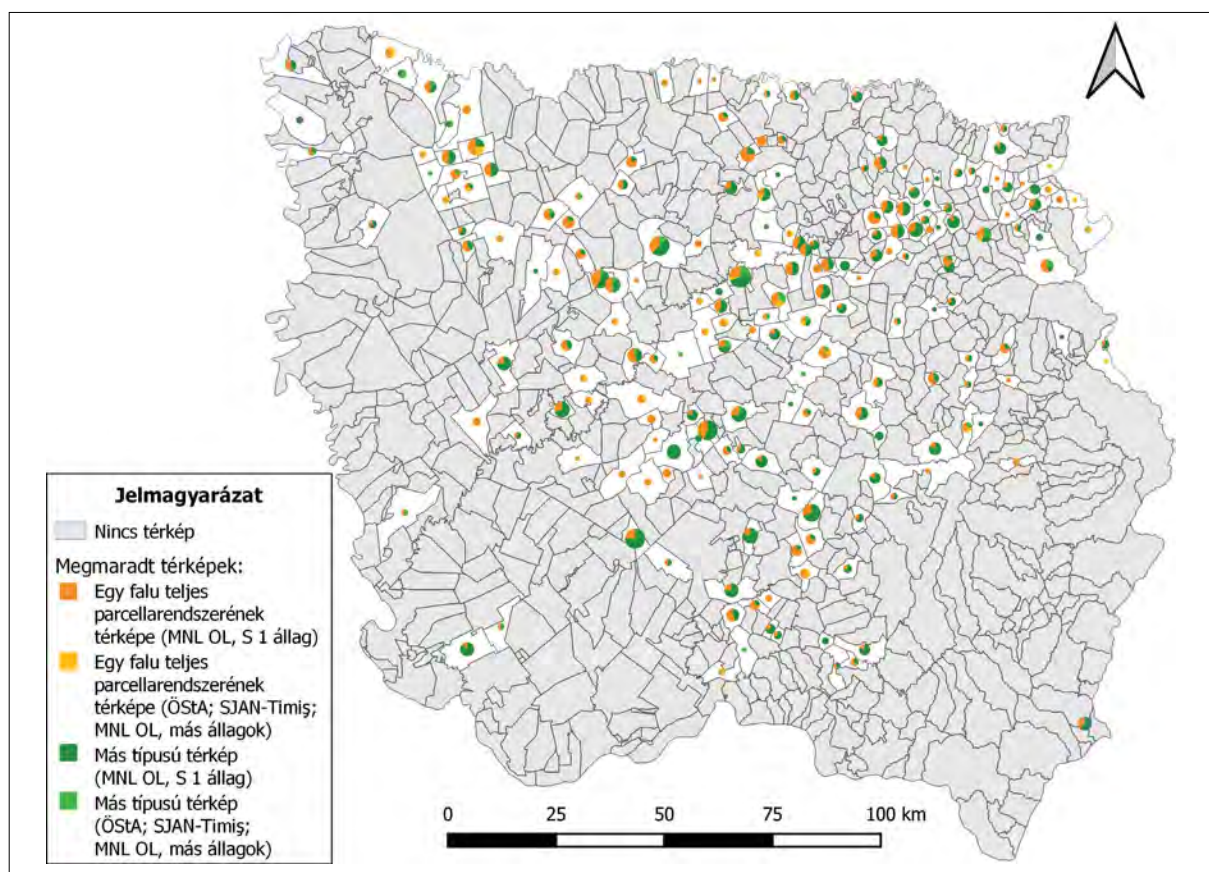 Jelmagyarázat
Nincs térkép
Megmaradt térképek:
Egy falu teljes
parcellarendszerének
térképe (MNL OL, S 1 állag)
Egy falu teljes
parcellarendszerének
térképe (ÖStA; SJAN-Timiş;
MNL OL, más állagok)
Más típusú térkép
(MNL OL, S 1 állag)
Más típusú térkép
(ÖStA; SJAN-Timiş;
MNL OL, más állagok)
0 25 50 75 100 km